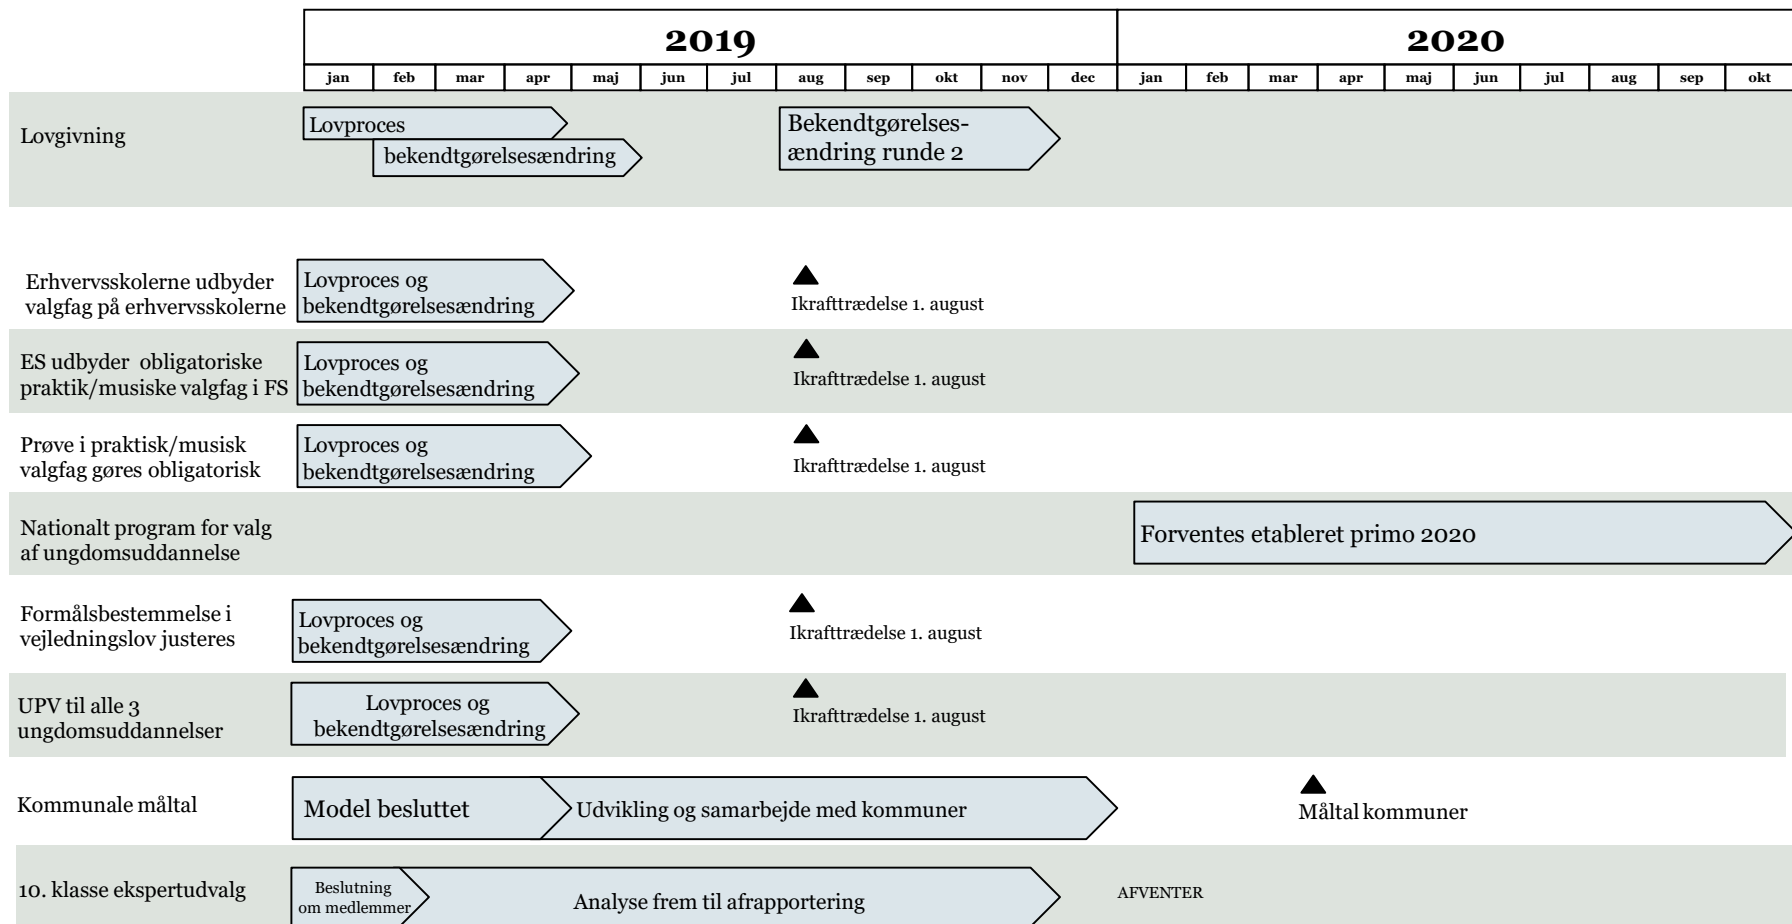 2019
2020
jan feb mar apr maj jun jul aug sep okt nov dec jan feb mar apr maj jun jul aug sep okt
Lovgivning
Lovproces
bekendtgørelsesændring
Bekendtgørelses-
ændring runde 2
Erhvervsskolerne udbyder
valgfag på erhvervsskolerne
Lovproces og
bekendtgørelsesændring
Ikrafttrædelse 1. august
ES udbyder obligatoriske
praktik/musiske valgfag i FS
Lovproces og
bekendtgørelsesændring
Ikrafttrædelse 1. august
Prøve i praktisk/musisk
valgfag gøres obligatorisk
Lovproces og
bekendtgørelsesændring
Ikrafttrædelse 1. august
Nationalt program for valg
af ungdomsuddannelse
Forventes etableret primo 2020
Formålsbestemmelse i
vejledningslov justeres
Lovproces og
bekendtgørelsesændring
Ikrafttrædelse 1. august
UPV til alle 3
ungdomsuddannelser
Lovproces og
bekendtgørelsesændring
Ikrafttrædelse 1. august
Kommunale måltal
Model besluttet
Udvikling og samarbejde med kommuner
Måltal kommuner
10. klasse ekspertudvalg
Beslutning
om medlemmer
Analyse frem til afrapportering
AFVENTER